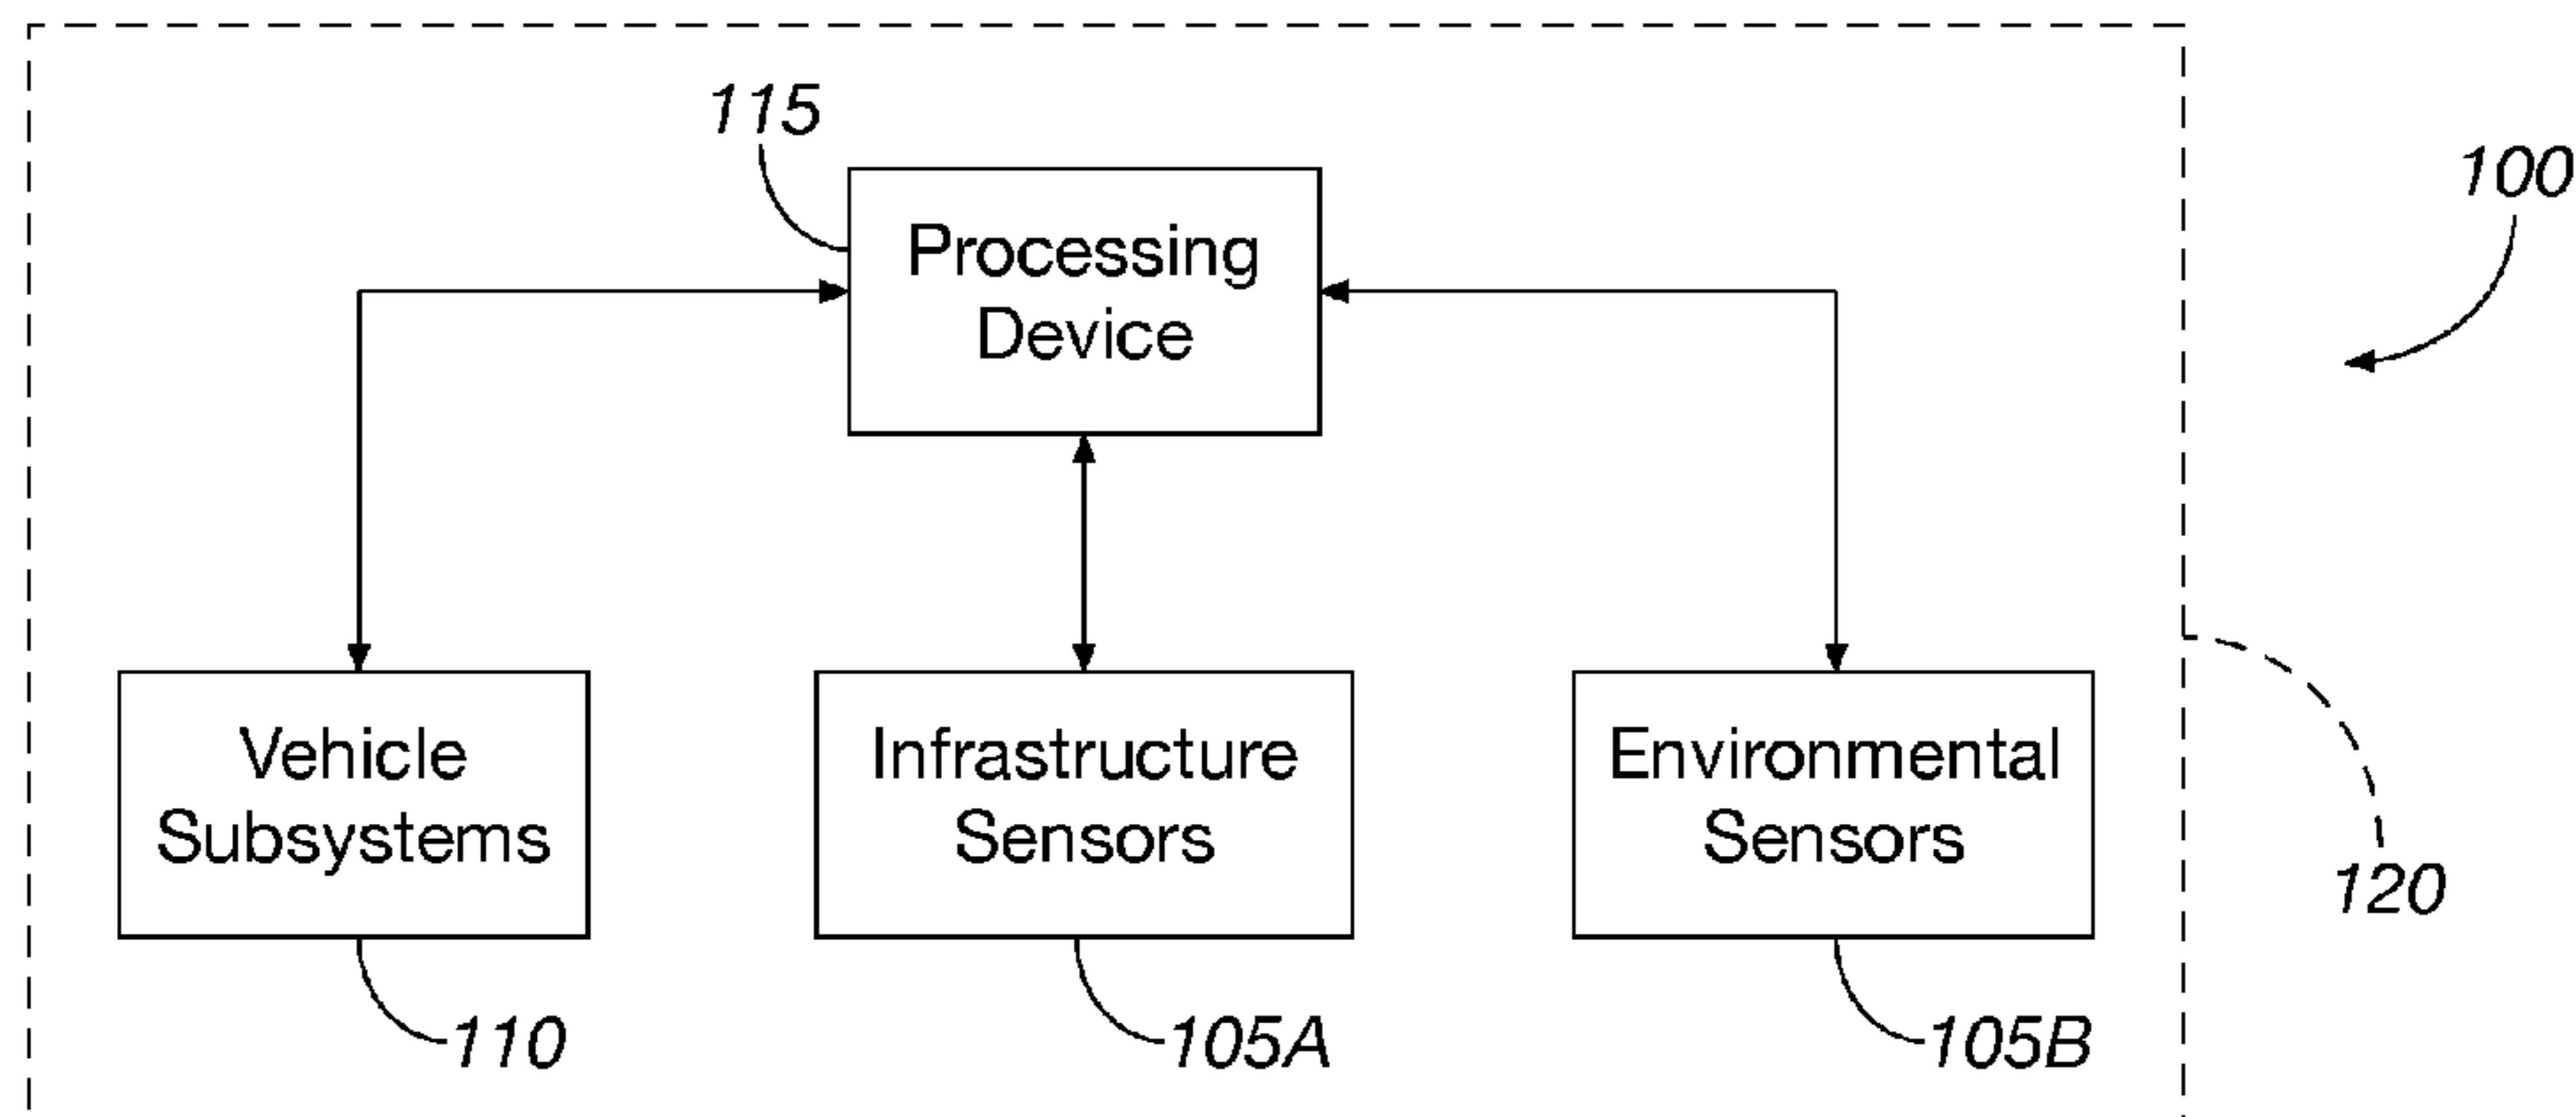 115
100
Processing
Device
Vehicle
Subsystems
Infrastructure
Sensors
Environmental
Sensors
120
110
105A
105B